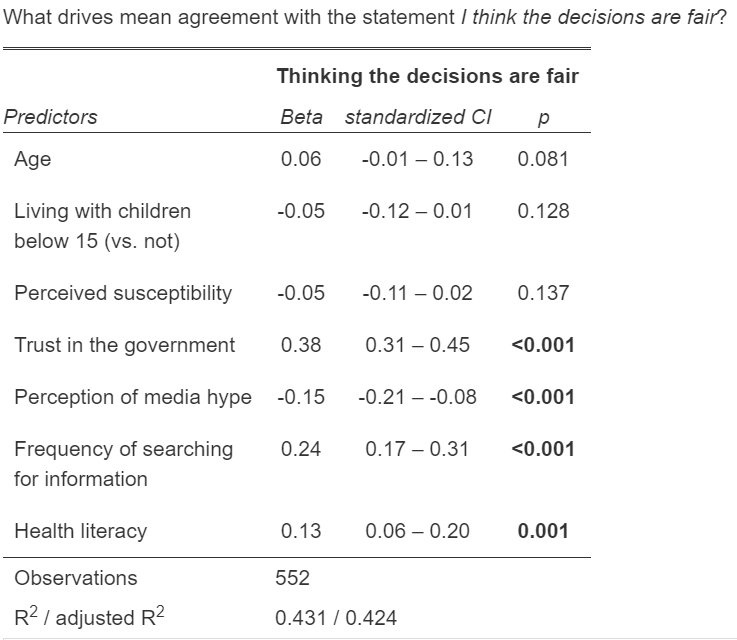 What drives mean agreement with the statement I think the decisions are fair?
Thinking the decisions are fair
Predictors Beta standardized CI p
Age 0.06 -0.01 – 0.13 0.081
Living with children -0.05 -0.12 – 0.01 0.128
below 15 (vs. not)
Perceived susceptibility -0.05 -0.11 – 0.02 0.137
Trust in the government 0.38 0.31 – 0.45 <0.001
Perception of media hype -0.15 -0.21 – -0.08 <0.001
Frequency of searching 0.24 0.17 – 0.31 <0.001
for information
Health literacy 0.13 0.06 – 0.20 0.001
Observations 552
R² / adjusted R² 0.431 / 0.424